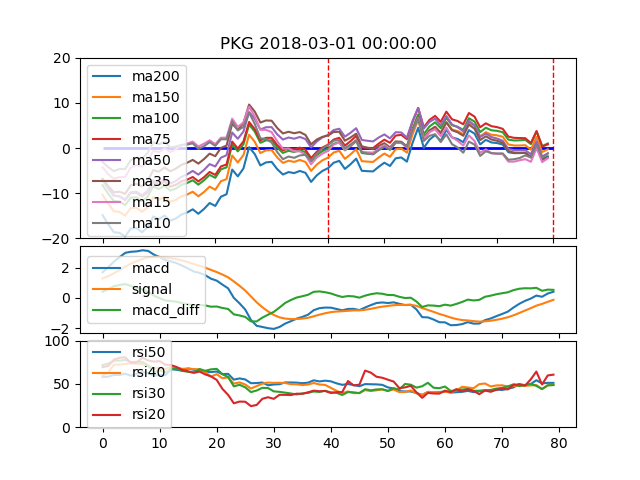 PKG 2018-03-01 00:00:00
20
10
0
−10
−20
ma200
ma150
ma100
ma75
ma50
ma35
ma15
ma10
2
0
−2
macd
signal
macd_diff
100
50
0
rsi50
rsi40
rsi30
rsi20
0 10 20 30 40 50 60 70 80